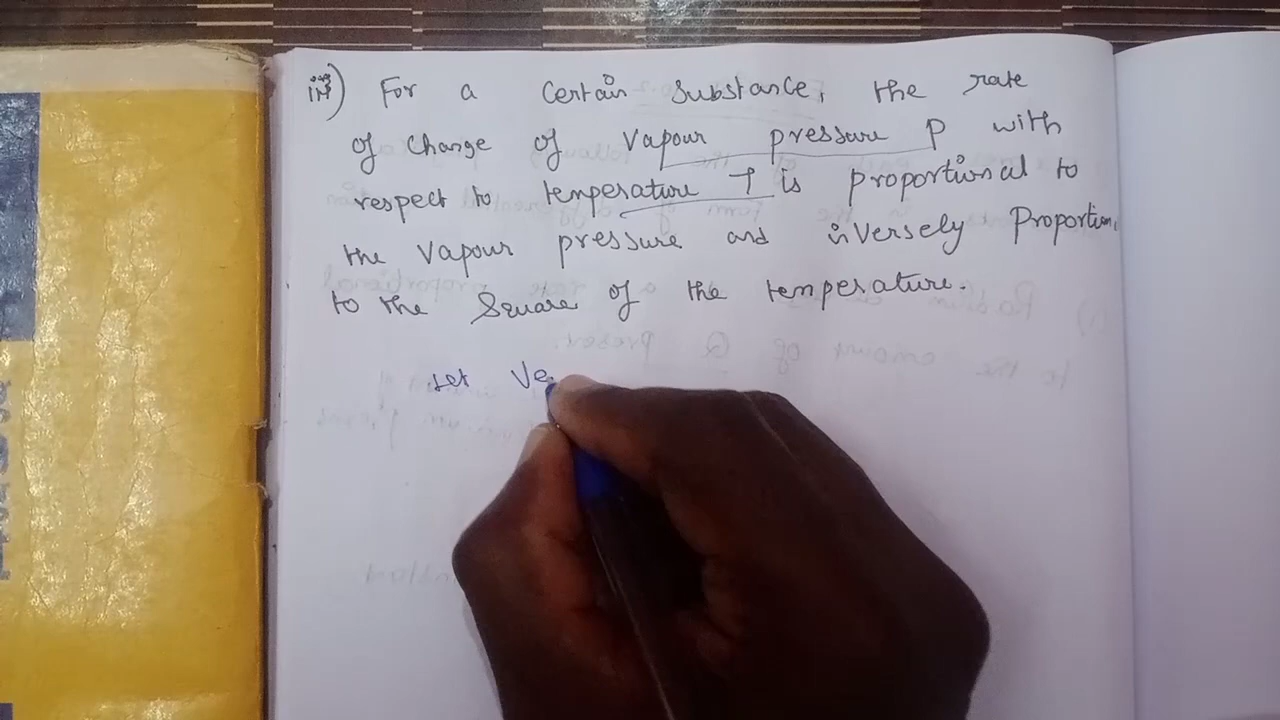 iii) For a certain substance, the rate
of change of vapour pressure P with
respect to temperature T is proportional to
the vapour pressure and inversely proportion
to the square of the temperature.
Let Ve